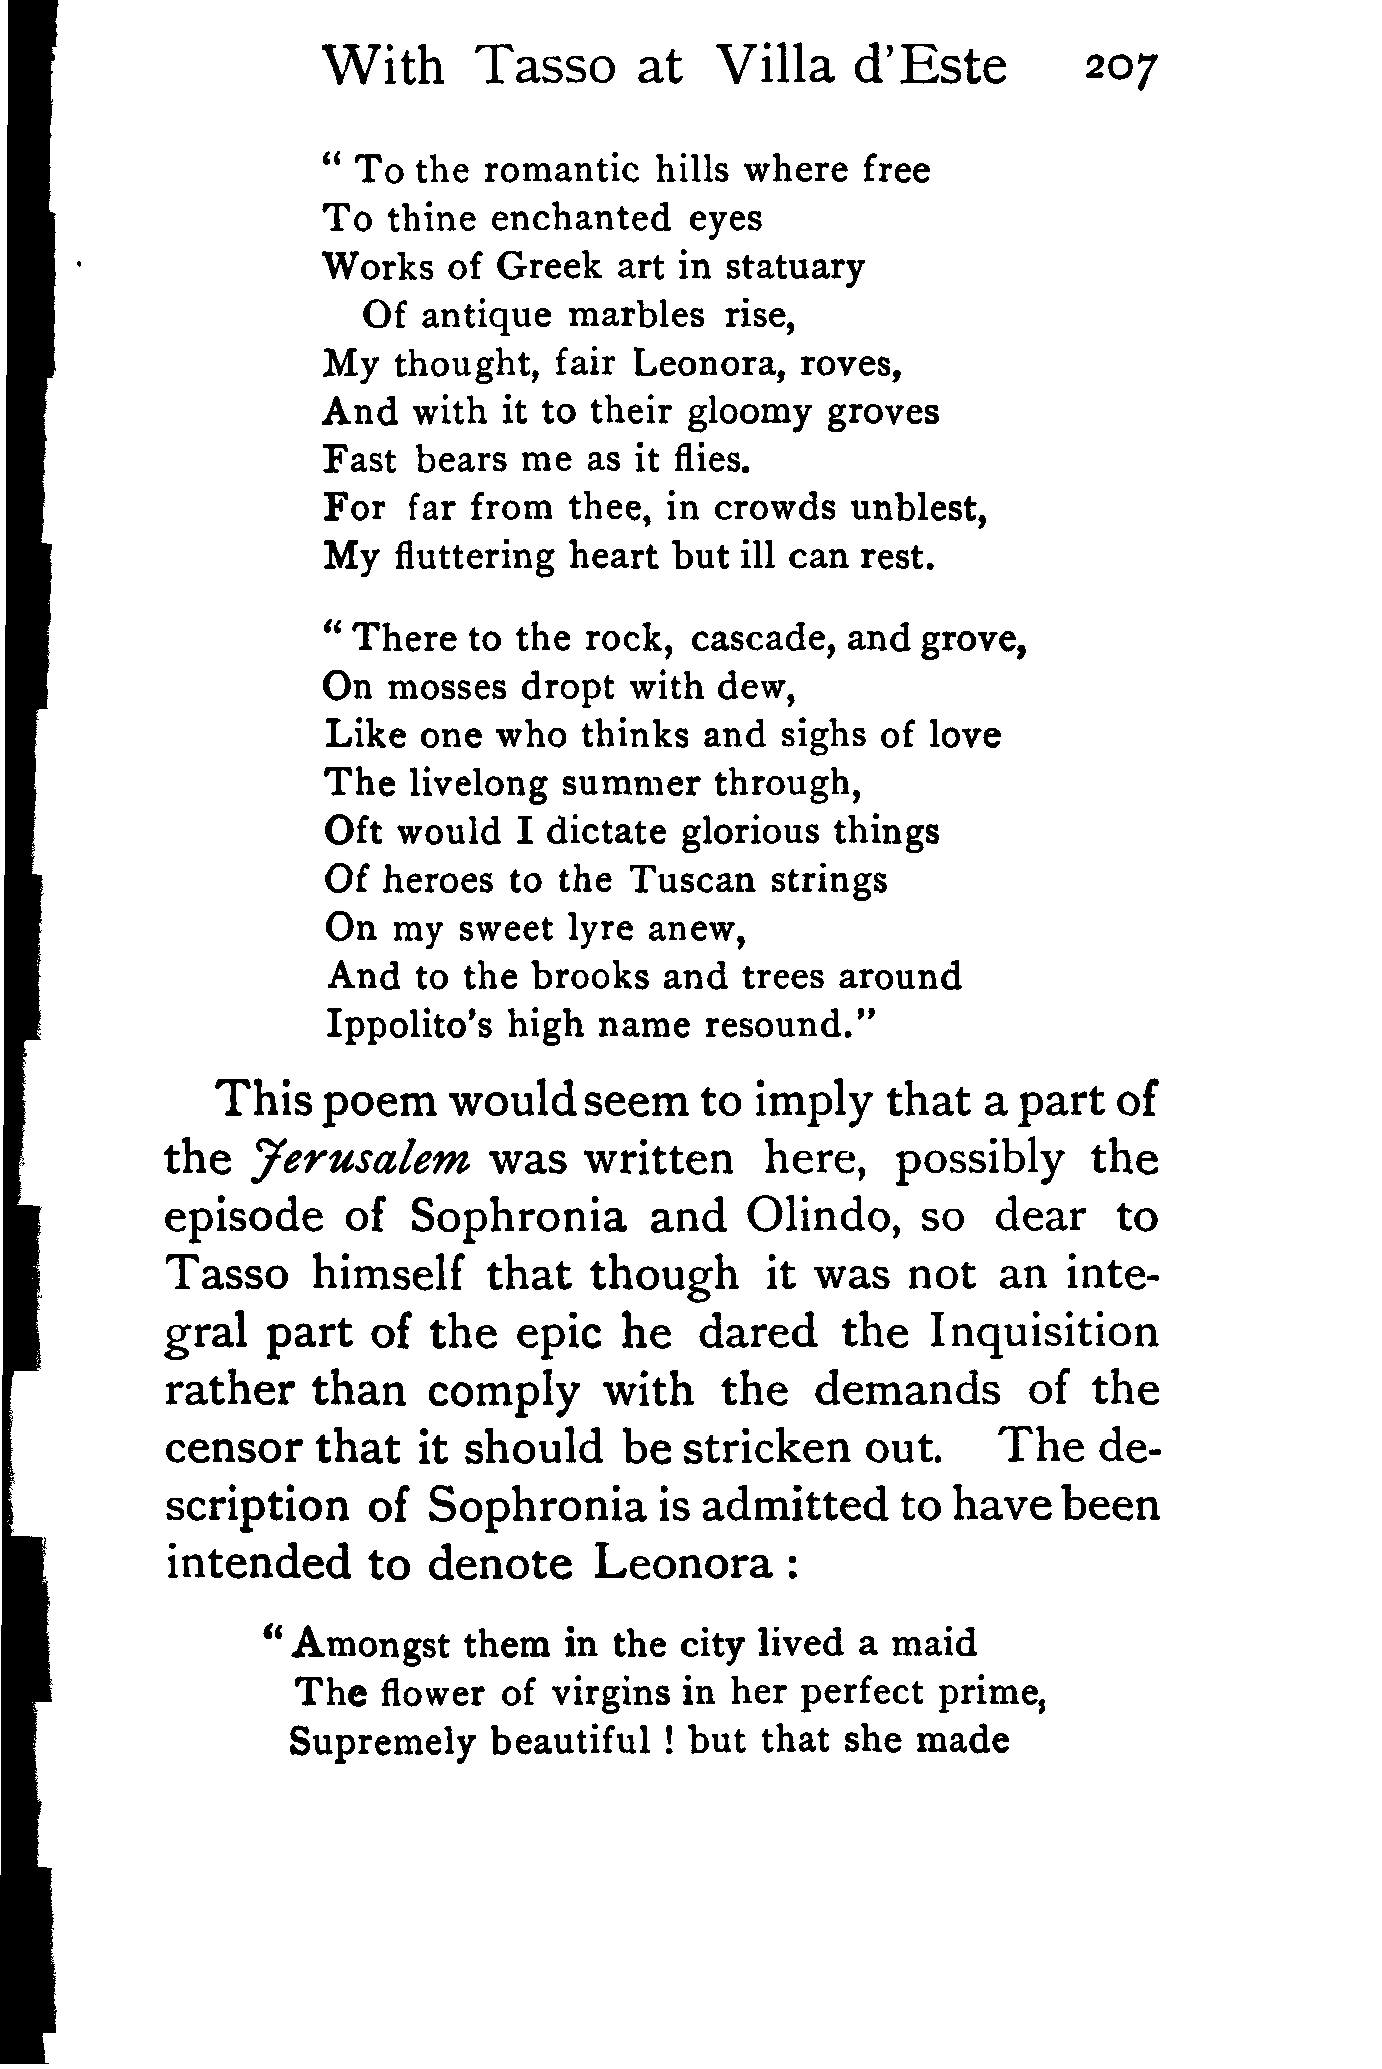 With Tasso at Villa d'Este 207
“ To the romantic hills where free
To thine enchanted eyes
Works of Greek art in statuary
Of antique marbles rise,
My thought, fair Leonora, roves,
And with it to their gloomy groves
Fast bears me as it flies.
For far from thee, in crowds unblest,
My fluttering heart but ill can rest.
“ There to the rock, cascade, and grove,
On mosses dropt with dew,
Like one who thinks and sighs of love
The livelong summer through,
Oft would I dictate glorious things
Of heroes to the Tuscan strings
On my sweet lyre anew,
And to the brooks and trees around
Ippolito's high name resound.”
This poem would seem to imply that a part of
the Jerusalem was written here, possibly the
episode of Sophronia and Olindo, so dear to
Tasso himself that though it was not an inte-
gral part of the epic he dared the Inquisition
rather than comply with the demands of the
censor that it should be stricken out. The de-
scription of Sophronia is admitted to have been
intended to denote Leonora :
“ Amongst them in the city lived a maid
The flower of virgins in her perfect prime,
Supremely beautiful ! but that she made